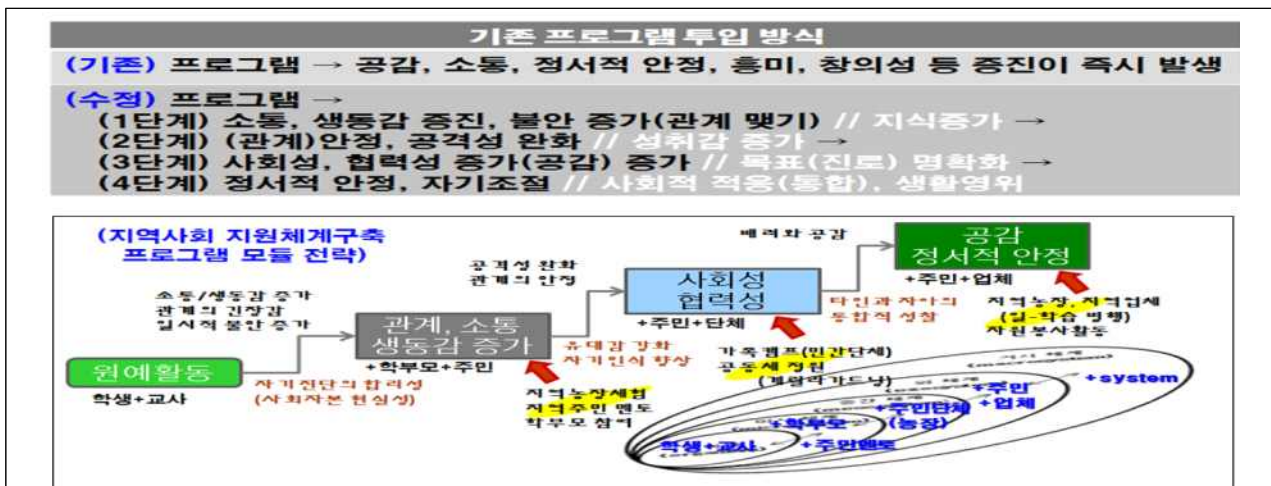 기존 프로그램 투입 방식
(기존) 프로그램 → 공감, 소통, 정서적 안정, 흥미, 창의성 등 증진이 즉시 발생
(수정) 프로그램 →
(1단계) 소통, 생동감 증진, 불안 증가(관계 맺기) // 지식증가 →
(2단계) (관계)안정, 공격성 완화 // 성취감 증가 →
(3단계) 사회성, 협력성 증가(공감) 증가 // 목표(진로) 명확화 →
(4단계) 정서적 안정, 자기조절 // 사회적 적응(통합), 생활영위
(지역사회 지원체계구축
프로그램 모듈 전략)
원예활동
학생+교사
소통/생동감 증가
관계의 긴장감
일시적 불안 증가
자기진단의 합리성
(사회자본 현실성)
관계, 소통
생동감 증가
+학부모+주민
공격성 완화
관계의 안정
유대감 강화
자기인식 향상
지역농장체험
지역주민 멘토
학부모 참여
사회성
협력성
+주민+단체
배려와 공감
타인과 자아의
통합적 성찰
가족캠프(민간단체)
공동체 정원
(게릴라가드닝)
공감
정서적 안정
+주민+업체
지역농장, 지역업체
(일-학습 병행)
자원봉사활동
학생+교사
+학부모
+주민멘토
+주민단체
(농장)
+주민
+업체
+system